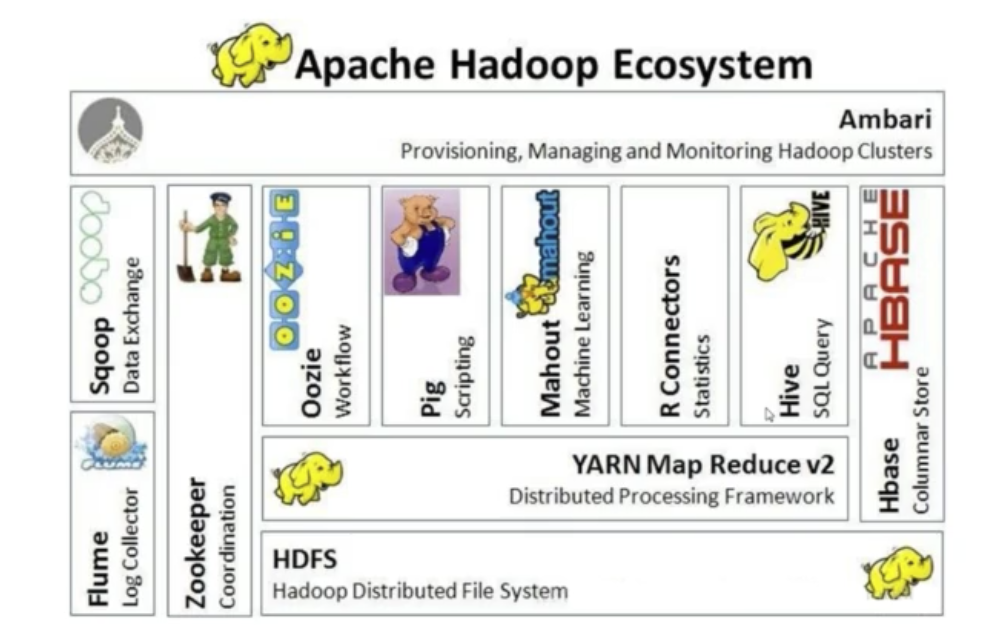 Apache Hadoop Ecosystem
Ambari
Provisioning, Managing and Monitoring Hadoop Clusters
Sqoop
Data Exchange
Flume
FLUME
Log Collector
Zookeeper
Coordination
OOZIE
Oozie
Workflow
Pig
Scripting
mahout
Mahout
Machine Learning
R Connectors
Statistics
HIVE
Hive
SQL Query
APACHE
HBASE
Hbase
Columnar Store
YARN Map Reduce v2
Distributed Processing Framework
HDFS
Hadoop Distributed File System